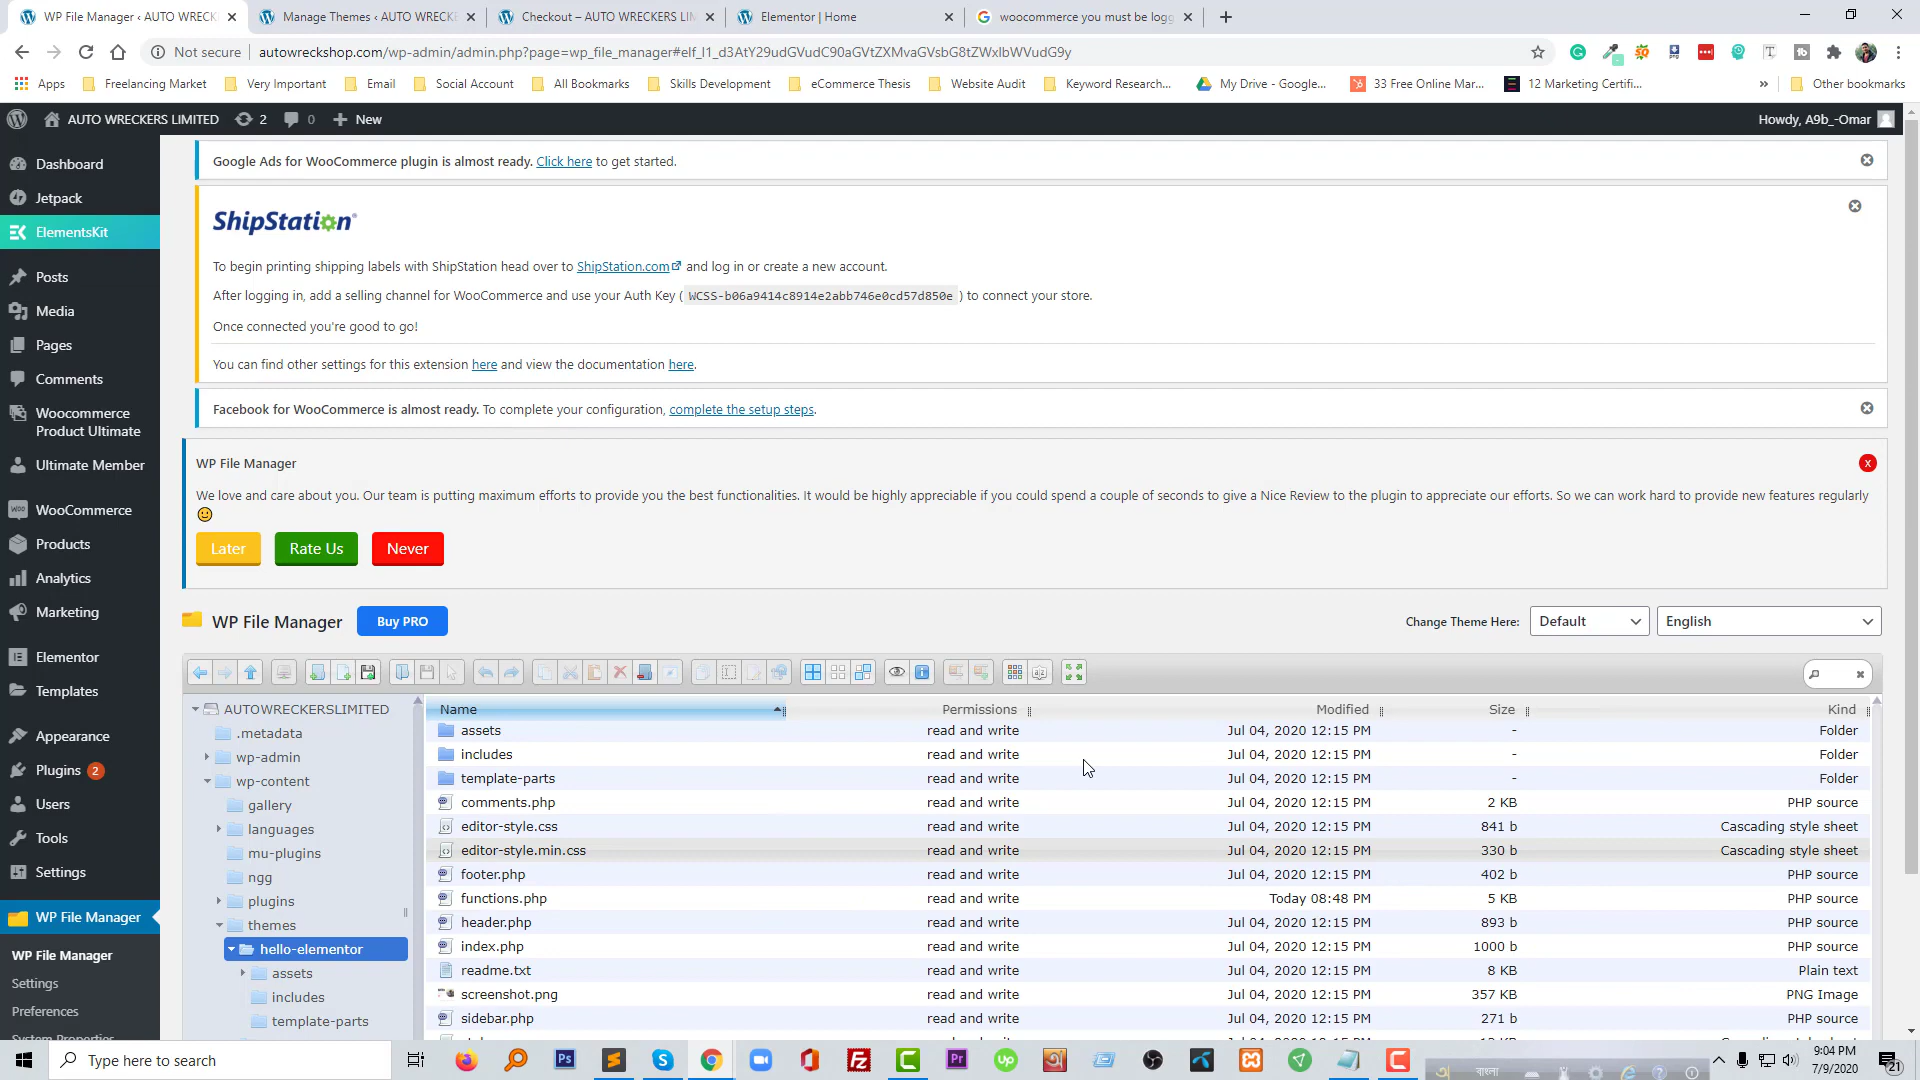 WP File Manager ‹ AUTO WRECKE
Manage Themes ‹ AUTO WRECKE
Checkout – AUTO WRECKERS LIM
Elementor | Home
woocommerce you must be logg
Not secure
autowreckshop.com/wp-admin/admin.php?page=wp_file_manager#elf_l1_d3AtY29udGVudC90aGVtZXMvaGVsbG8tZWxlbWVudG9y
Apps
Freelancing Market
Very Important
Email
Social Account
All Bookmarks
Skills Development
eCommerce Thesis
Website Audit
Keyword Research...
My Drive - Google...
33 Free Online Mar...
12 Marketing Certifi...
»
Other bookmarks
AUTO WRECKERS LIMITED
2
0
New
Howdy, A9b_-Omar
Dashboard
Jetpack
ElementsKit
Posts
Media
Pages
Comments
Woocommerce
Product Ultimate
Ultimate Member
WooCommerce
Products
Analytics
Marketing
Elementor
Templates
Appearance
Plugins 2
Users
Tools
Settings
WP File Manager
WP File Manager
Settings
Preferences
System Properties
Google Ads for WooCommerce plugin is almost ready. Click here to get started.
ShipStation®
To begin printing shipping labels with ShipStation head over to ShipStation.com and log in or create a new account.
After logging in, add a selling channel for WooCommerce and use your Auth Key ( WCSS-b06a9414c8914e2abb746e0cd57d850e ) to connect your store.
Once connected you're good to go!
You can find other settings for this extension here and view the documentation here.
Facebook for WooCommerce is almost ready. To complete your configuration, complete the setup steps.
WP File Manager
X
We love and care about you. Our team is putting maximum efforts to provide you the best functionalities. It would be highly appreciable if you could spend a couple of seconds to give a Nice Review to the plugin to appreciate our efforts. So we can work hard to provide new features regularly
Later
Rate Us
Never
WP File Manager
Buy PRO
Change Theme Here:
Default
English
AUTOWRECKERSLIMITED
.metadata
wp-admin
wp-content
gallery
languages
mu-plugins
ngg
plugins
themes
hello-elementor
assets
includes
template-parts
Name Permissions Modified Size Kind
assets read and write Jul 04, 2020 12:15 PM - Folder
includes read and write Jul 04, 2020 12:15 PM - Folder
template-parts read and write Jul 04, 2020 12:15 PM - Folder
comments.php read and write Jul 04, 2020 12:15 PM 2 KB PHP source
editor-style.css read and write Jul 04, 2020 12:15 PM 841 b Cascading style sheet
editor-style.min.css read and write Jul 04, 2020 12:15 PM 330 b Cascading style sheet
footer.php read and write Jul 04, 2020 12:15 PM 402 b PHP source
functions.php read and write Today 08:48 PM 5 KB PHP source
header.php read and write Jul 04, 2020 12:15 PM 893 b PHP source
index.php read and write Jul 04, 2020 12:15 PM 1000 b PHP source
readme.txt read and write Jul 04, 2020 12:15 PM 8 KB Plain text
screenshot.png read and write Jul 04, 2020 12:15 PM 357 KB PNG Image
sidebar.php read and write Jul 04, 2020 12:15 PM 271 b PHP source
Type here to search
বাংলা
9:04 PM
7/9/2020
21